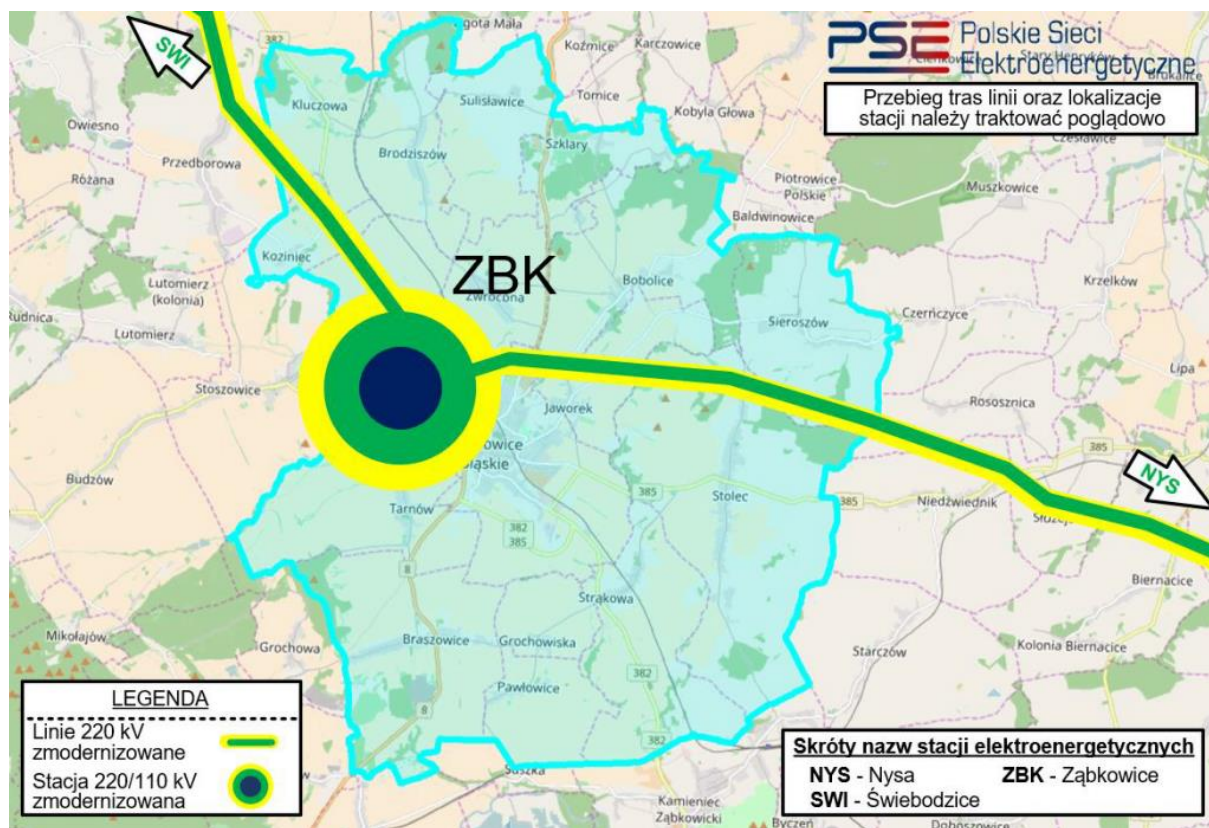 PSE Polskie Sieci
Elektroenergetyczne
Przebieg tras linii oraz lokalizacje
stacji należy traktować poglądowo
SWI
382
Koźmice
Karczowice
Kluczowa
Sulisławice
Tomice
Kobyla Głowa
Owiesno
Przedborowa
Brodziszów
Szklary
Różana
Piotrowice
Polskie
Muszkowice
Baldwinowice
Koziniec
ZBK
Bobolice
Lutomierz
(kolonia)
Zwrócona
Krzelków
Sieroszów
Czerńczyce
Lutomierz
Stoszowice
Lipa
Jaworek
Rososznica
385
Budzów
NYS
385
Stolec
385
Niedźwiednik
Tarnów
382
385
8
Biernacice
Strąkowa
Mikołajów
Grochowa
Braszowice
Grochowiska
Kolonia Biernacice
Starczów
382
Pawłowice
8
382
LEGENDA
Linie 220 kV
zmodernizowane
Stacja 220/110 kV
zmodernizowana
Skróty nazw stacji elektroenergetycznych
NYS - Nysa ZBK - Ząbkowice
SWI - Świebodzice
Kamieniec
Ząbkowicki